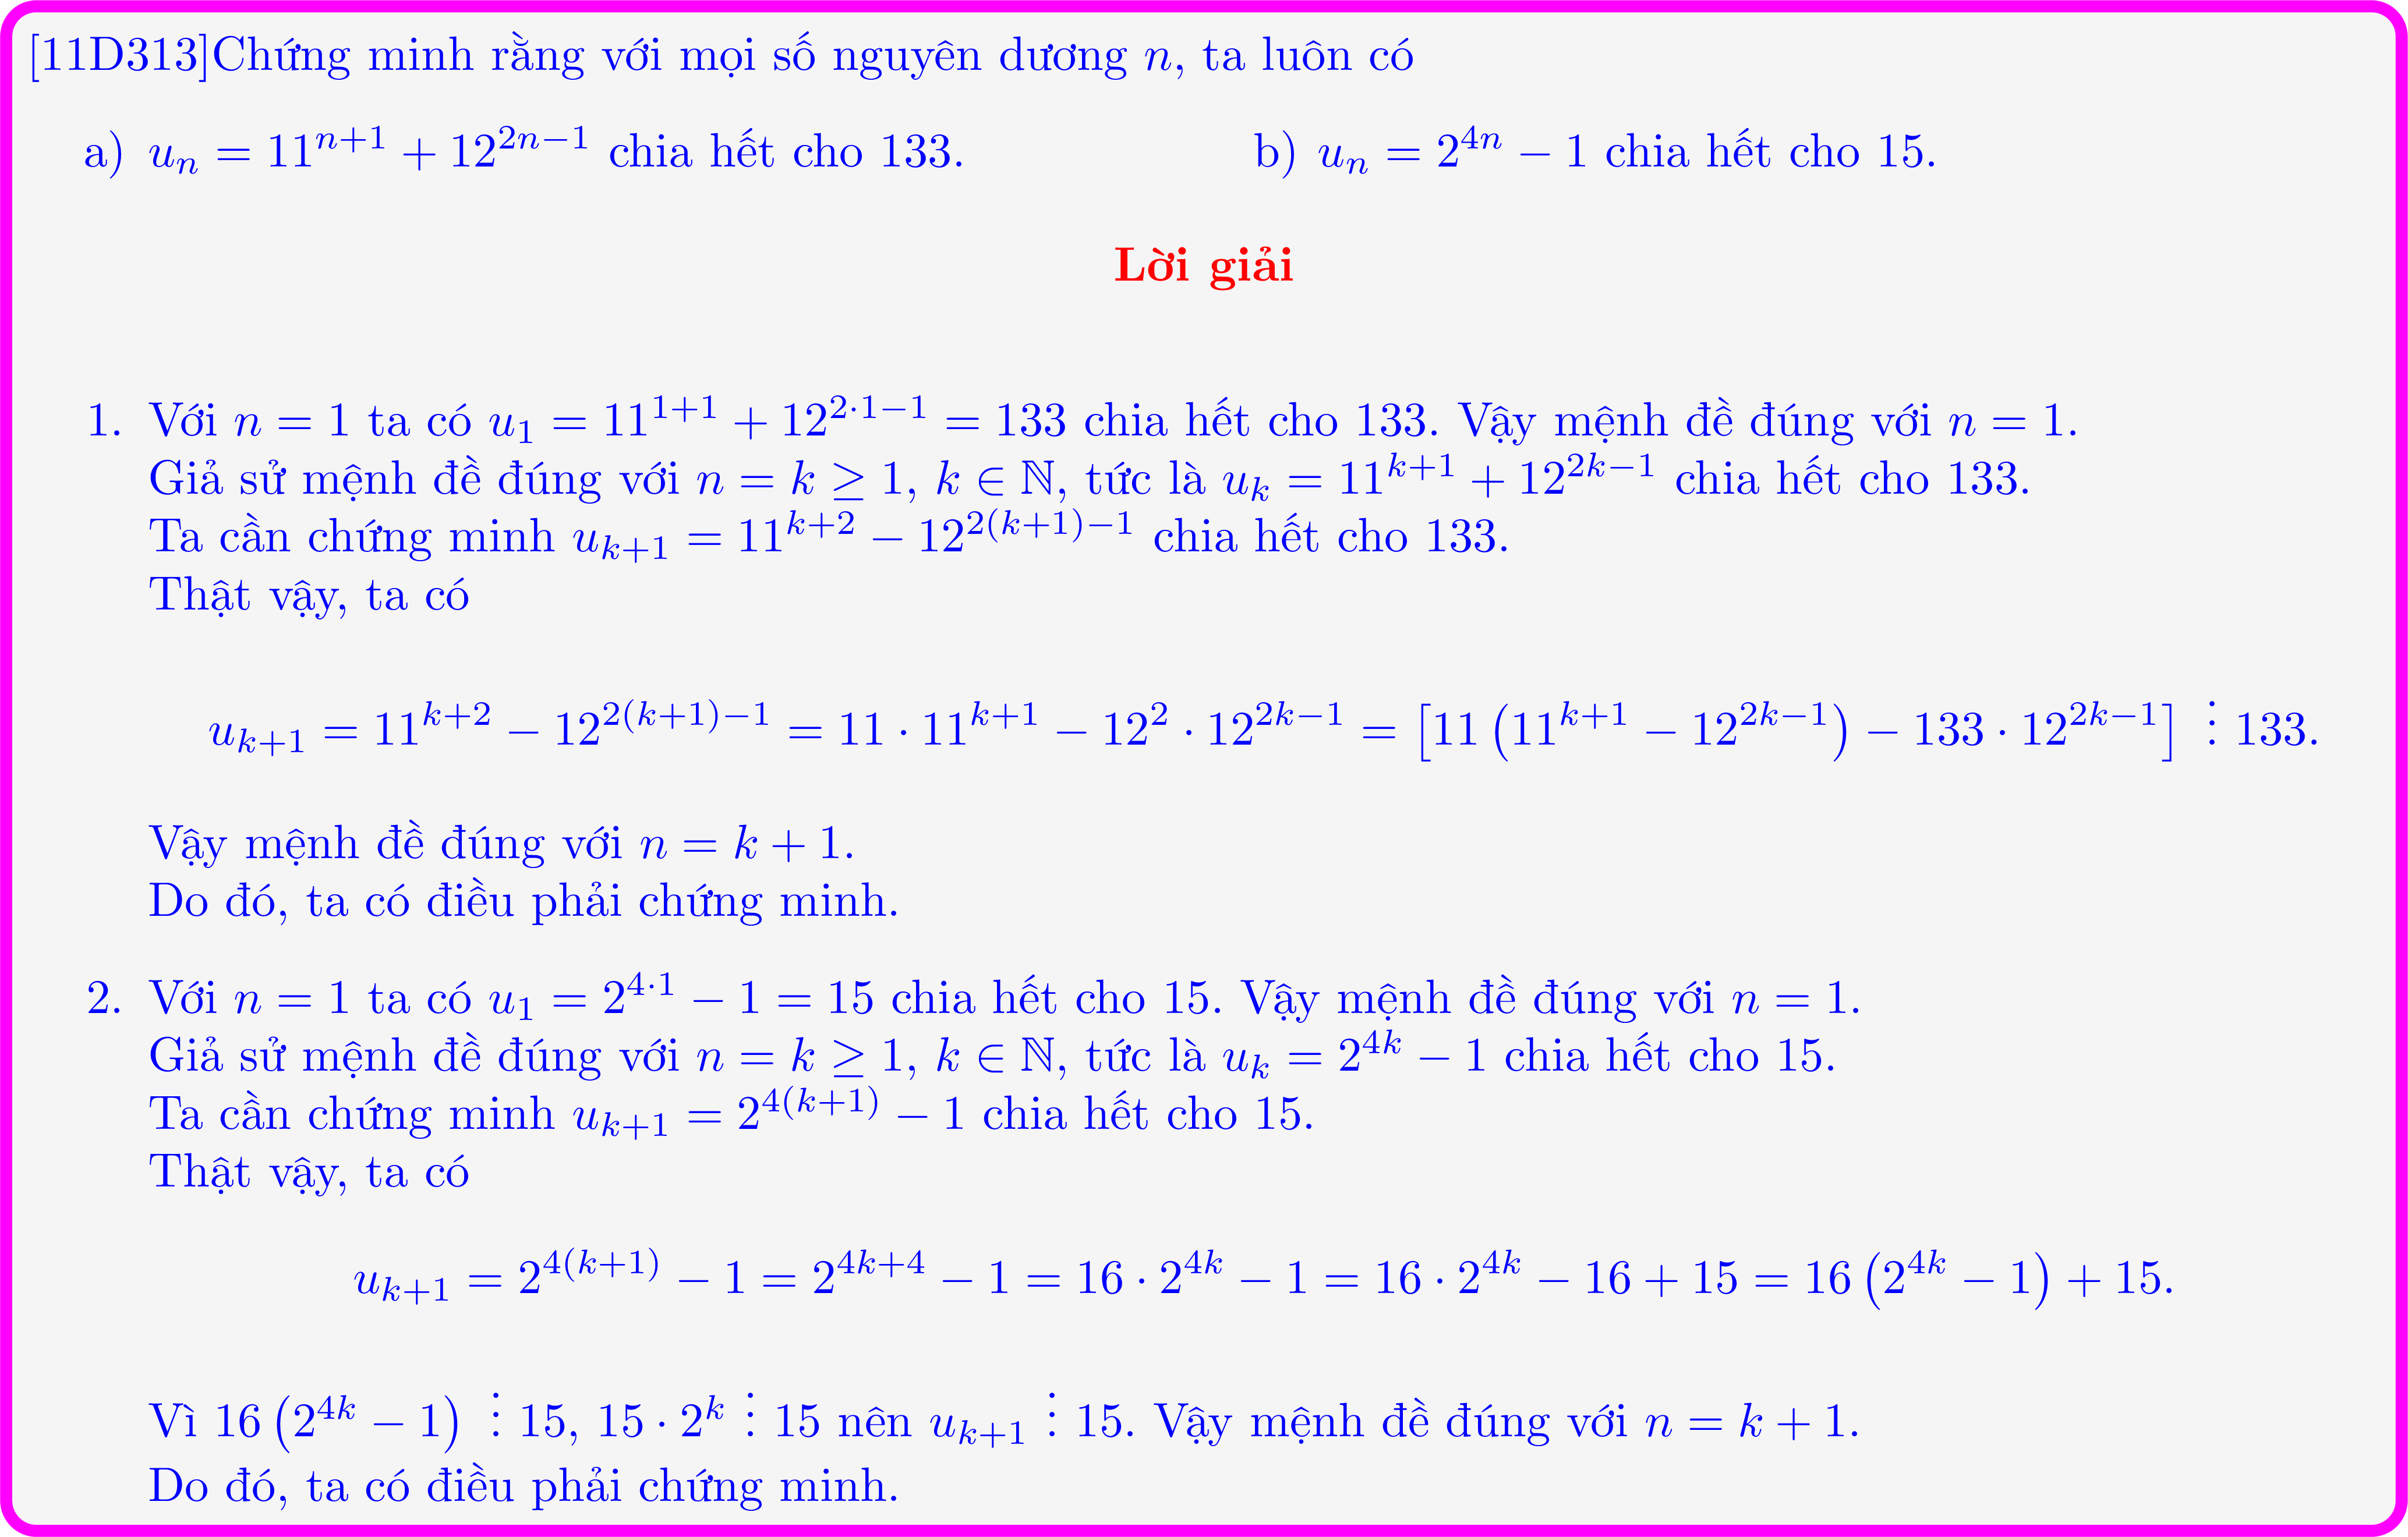 [11D313]Chứng minh rằng với mọi số nguyên dương $n$, ta luôn có
a) $u_n = 11^{n+1} + 12^{2n-1}$ chia hết cho 133. b) $u_n = 2^{4n} - 1$ chia hết cho 15.
Lời giải
1. Với $n = 1$ ta có $u_1 = 11^{1+1} + 12^{2 \cdot 1-1} = 133$ chia hết cho 133. Vậy mệnh đề đúng với $n = 1$.
Giả sử mệnh đề đúng với $n = k \geq 1$, $k \in \mathbb{N}$, tức là $u_k = 11^{k+1} + 12^{2k-1}$ chia hết cho 133.
Ta cần chứng minh $u_{k+1} = 11^{k+2} - 12^{2(k+1)-1}$ chia hết cho 133.
Thật vậy, ta có
$u_{k+1} = 11^{k+2} - 12^{2(k+1)-1} = 11 \cdot 11^{k+1} - 12^2 \cdot 12^{2k-1} = \left[11\left(11^{k+1} - 12^{2k-1}\right) - 133 \cdot 12^{2k-1}\right] \vdots 133.$
Vậy mệnh đề đúng với $n = k + 1$.
Do đó, ta có điều phải chứng minh.
2. Với $n = 1$ ta có $u_1 = 2^{4 \cdot 1} - 1 = 15$ chia hết cho 15. Vậy mệnh đề đúng với $n = 1$.
Giả sử mệnh đề đúng với $n = k \geq 1$, $k \in \mathbb{N}$, tức là $u_k = 2^{4k} - 1$ chia hết cho 15.
Ta cần chứng minh $u_{k+1} = 2^{4(k+1)} - 1$ chia hết cho 15.
Thật vậy, ta có
$u_{k+1} = 2^{4(k+1)} - 1 = 2^{4k+4} - 1 = 16 \cdot 2^{4k} - 1 = 16 \cdot 2^{4k} - 16 + 15 = 16\left(2^{4k} - 1\right) + 15.$
Vì $16\left(2^{4k} - 1\right) \vdots 15$, $15 \cdot 2^k \vdots 15$ nên $u_{k+1} \vdots 15$. Vậy mệnh đề đúng với $n = k + 1$.
Do đó, ta có điều phải chứng minh.